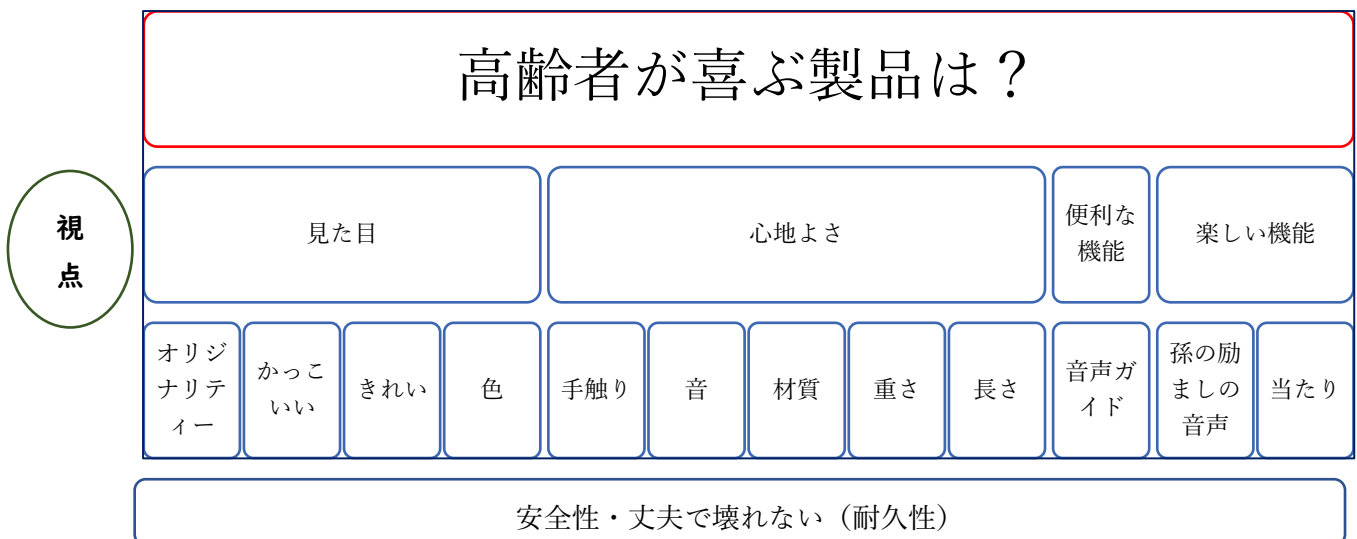 高齢者が喜ぶ製品は？
視
点
見た目
心地よさ
便利な
機能
楽しい機能
オリジ
ナリテ
ィー
かっこ
いい
きれい
色
手触り
音
材質
重さ
長さ
音声ガ
イド
孫の励
ましの
音声
当たり
安全性・丈夫で壊れない（耐久性）